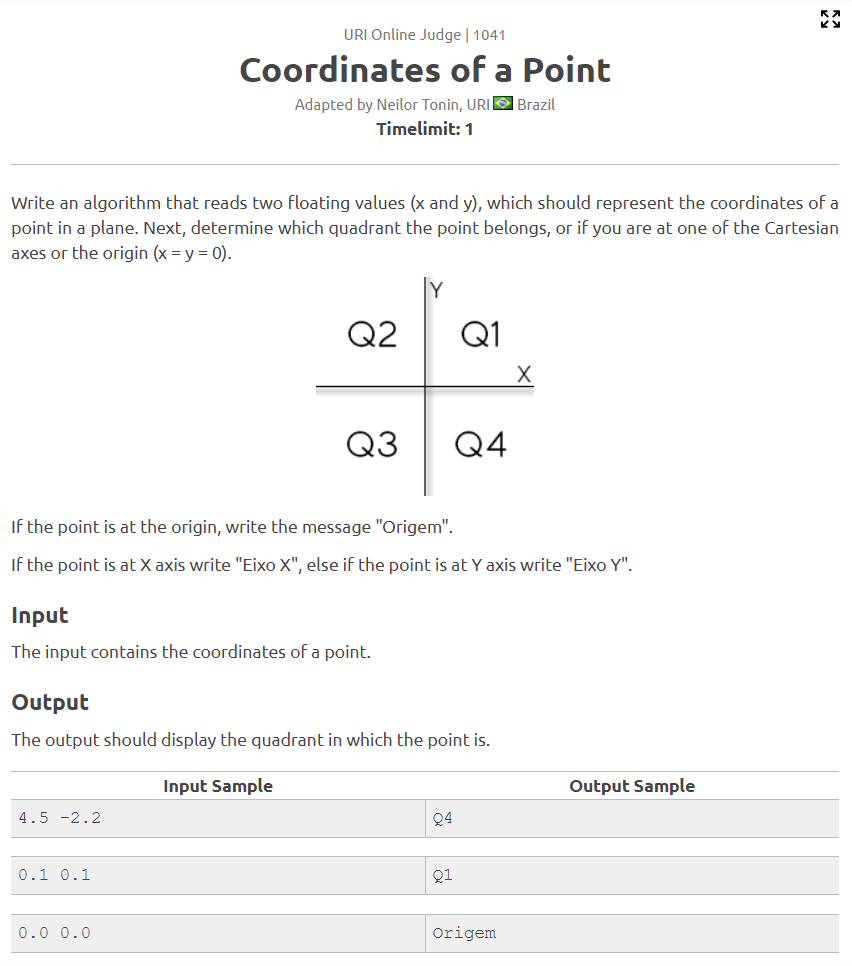 URI Online Judge | 1041
Coordinates of a Point
Adapted by Neilor Tonin, URI Brazil
Timelimit: 1
Write an algorithm that reads two floating values (x and y), which should represent the coordinates of a
point in a plane. Next, determine which quadrant the point belongs, or if you are at one of the Cartesian
axes or the origin (x = y = 0).
Y
Q2 Q1
X
Q3 Q4
If the point is at the origin, write the message "Origem".
If the point is at X axis write "Eixo X", else if the point is at Y axis write "Eixo Y".
Input
The input contains the coordinates of a point.
Output
The output should display the quadrant in which the point is.
Input Sample Output Sample
4.5 -2.2 Q4
0.1 0.1 Q1
0.0 0.0 Origem